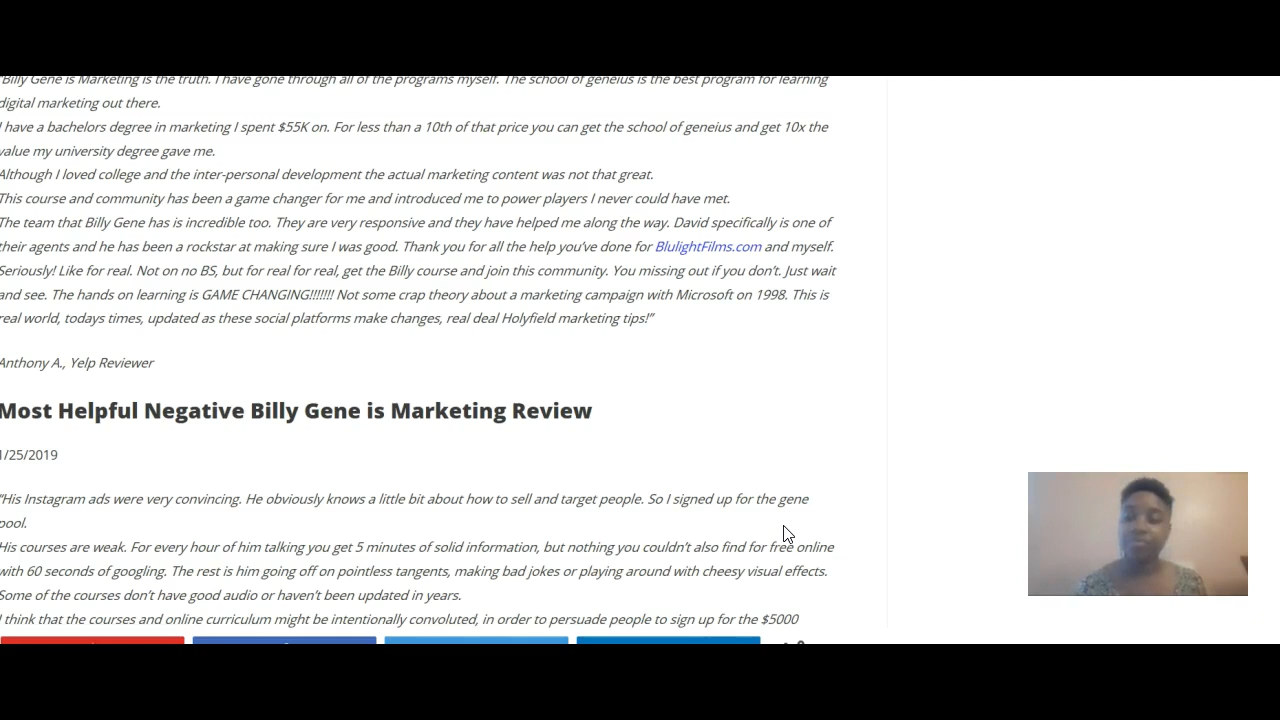 "Billy Gene is Marketing is the truth. I have gone through all of the programs myself. The school of geneius is the best program for learning
digital marketing out there.
I have a bachelors degree in marketing I spent $55K on. For less than a 10th of that price you can get the school of geneius and get 10x the
value my university degree gave me.
Although I loved college and the inter-personal development the actual marketing content was not that great.
This course and community has been a game changer for me and introduced me to power players I never could have met.
The team that Billy Gene has is incredible too. They are very responsive and they have helped me along the way. David specifically is one of
their agents and he has been a rockstar at making sure I was good. Thank you for all the help you've done for BlulightFilms.com and myself.
Seriously! Like for real. Not on no BS, but for real for real, get the Billy course and join this community. You missing out if you don't. Just wait
and see. The hands on learning is GAME CHANGING!!!!!!! Not some crap theory about a marketing campaign with Microsoft on 1998. This is
real world, todays times, updated as these social platforms make changes, real deal Holyfield marketing tips!"
Anthony A., Yelp Reviewer
Most Helpful Negative Billy Gene is Marketing Review
1/25/2019
"His Instagram ads were very convincing. He obviously knows a little bit about how to sell and target people. So I signed up for the gene
pool.
His courses are weak. For every hour of him talking you get 5 minutes of solid information, but nothing you couldn't also find for free online
with 60 seconds of googling. The rest is him going off on pointless tangents, making bad jokes or playing around with cheesy visual effects.
Some of the courses don't have good audio or haven't been updated in years.
I think that the courses and online curriculum might be intentionally convoluted, in order to persuade people to sign up for the $5000